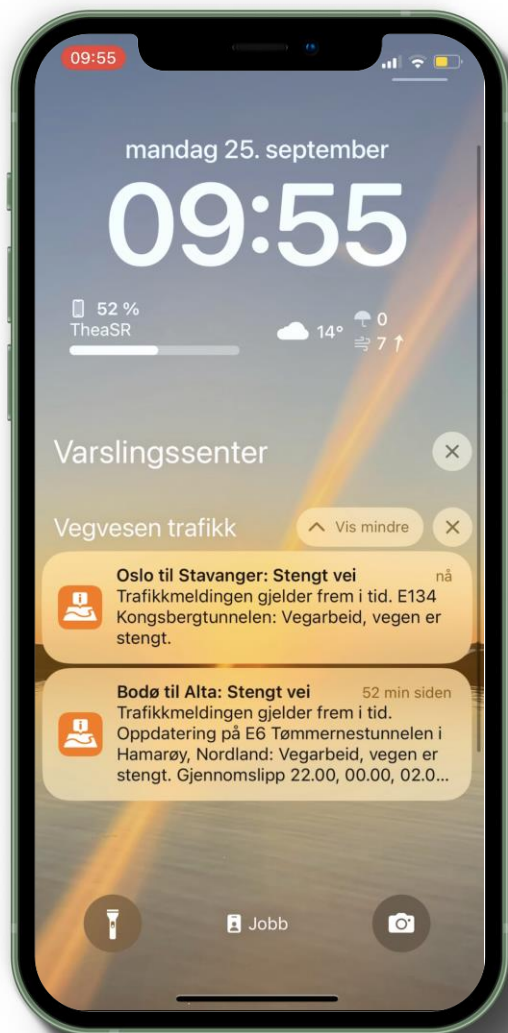 09:55
mandag 25. september
09:55
52 %
TheaSR
14°
0
7
Varslingssenter
Vegvesen trafikk
Vis mindre
Oslo til Stavanger: Stengt vei
nå
Trafikkmeldingen gjelder frem i tid. E134
Kongsbergtunnelen: Vegarbeid, vegen er
stengt.
Bodø til Alta: Stengt vei
52 min siden
Trafikkmeldingen gjelder frem i tid.
Oppdatering på E6 Tømmernestunnelen i
Hamarøy, Nordland: Vegarbeid, vegen er
stengt. Gjennomslipp 22.00, 00.00, 02.0...
Jobb